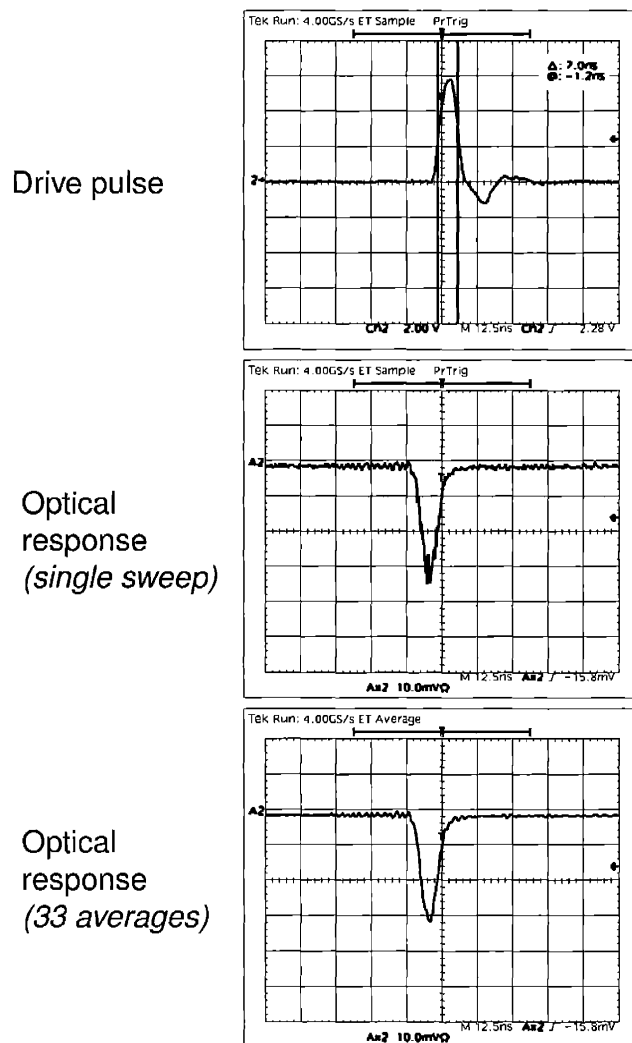 Tek Run: 4.00GS/s ET Sample PrTrig
Δ: 7.0ns
@: -1.2ns
Drive pulse
2→
Ch2 2.00 V M 12.5ns Ch2 ∫ 2.28 V
Tek Run: 4.00GS/s ET Sample PrTrig
A2
Optical
response
(single sweep)
M 12.5ns Ax2 ∫ -15.8mV
Ax2 10.0mVΩ
Tek Run: 4.00GS/s ET Average
A2
Optical
response
(33 averages)
M 12.5ns Ax2 ∫ -15.8mV
Ax2 10.0mVΩ